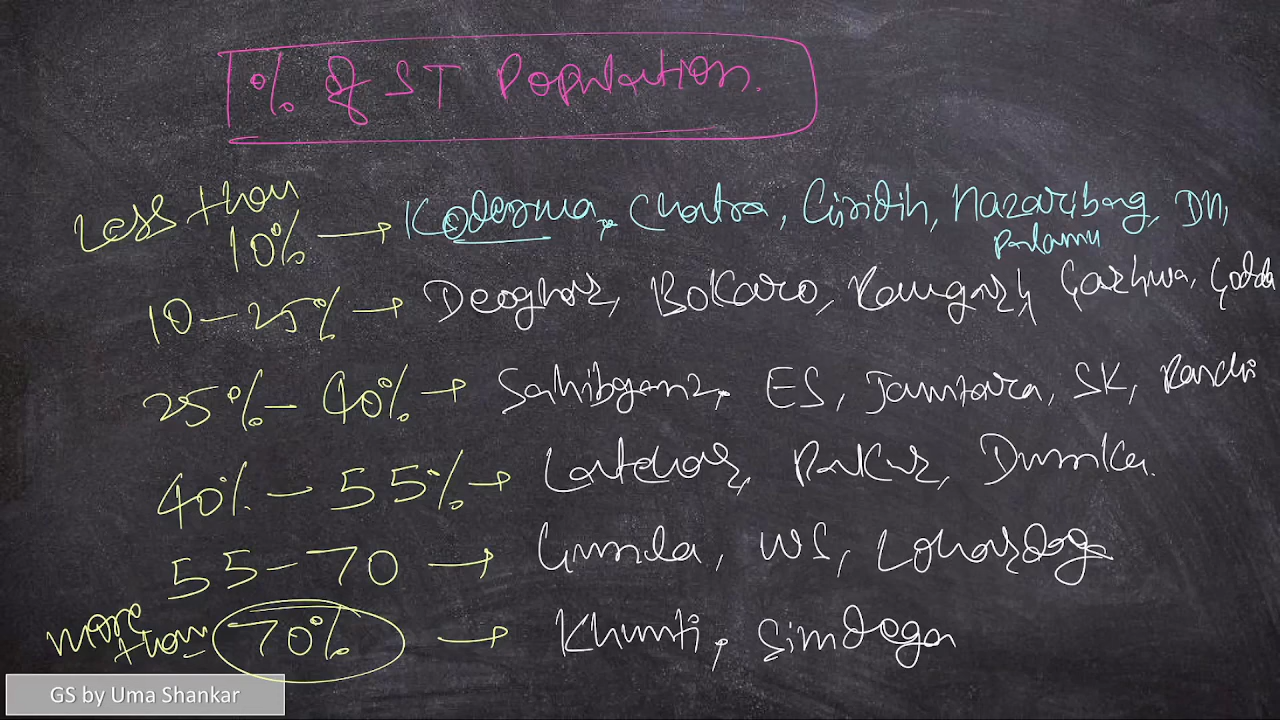 % of ST Population.
Less than 10% → Koderma, Chatra, Giridih, Hazaribag, DN,
Palamu
10-25% → Deoghar, Bokaro, Ramgarh, Garhwa, Godda
25% - 40% → Sahibganz, ES, Jamtara, SK, Ranchi
40% - 55% → Latehar, Pakur, Dumka.
55-70 → Gumla, WS, Lohardaga
more than 70% → Khunti, Simdega
GS by Uma Shankar